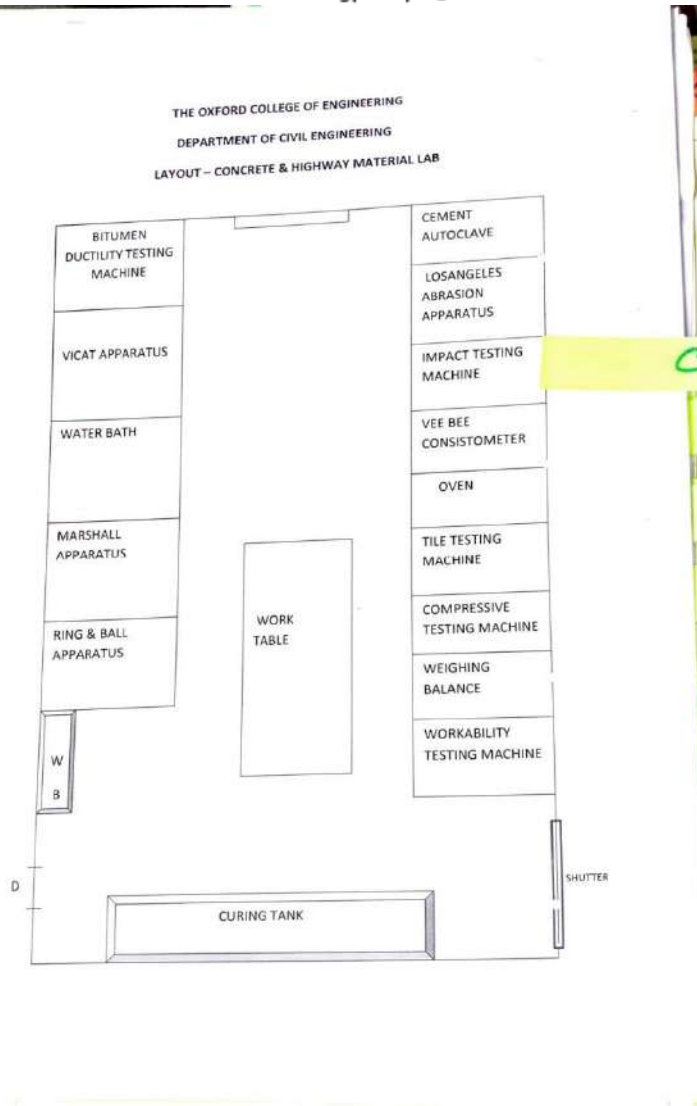 THE OXFORD COLLEGE OF ENGINEERING
DEPARTMENT OF CIVIL ENGINEERING
LAYOUT – CONCRETE & HIGHWAY MATERIAL LAB
BITUMEN
DUCTILITY TESTING
MACHINE
VICAT APPARATUS
WATER BATH
MARSHALL
APPARATUS
RING & BALL
APPARATUS
W
B
D
WORK
TABLE
CEMENT
AUTOCLAVE
LOSANGELES
ABRASION
APPARATUS
IMPACT TESTING
MACHINE
VEE BEE
CONSISTOMETER
OVEN
TILE TESTING
MACHINE
COMPRESSIVE
TESTING MACHINE
WEIGHING
BALANCE
WORKABILITY
TESTING MACHINE
SHUTTER
CURING TANK